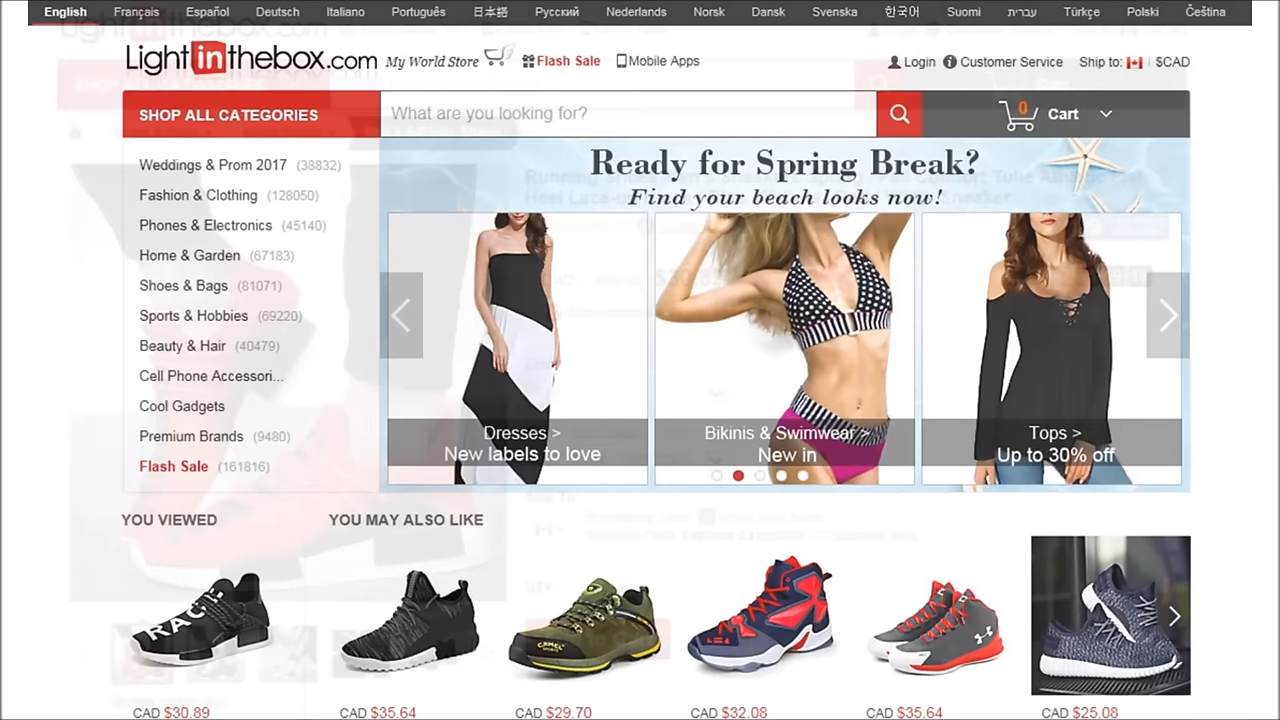 English Français Español Deutsch Italiano Português 日本語 Русский Nederlands Norsk Dansk Svenska 한국어 Suomi עברית Türkçe Polski Čeština
Lightinthebox.com My World Store Flash Sale Mobile Apps Login Customer Service Ship to: $CAD
SHOP ALL CATEGORIES What are you looking for? 0 Cart
Weddings & Prom 2017 (38832)
Fashion & Clothing (128050)
Phones & Electronics (45140)
Home & Garden (67183)
Shoes & Bags (81071)
Sports & Hobbies (69220)
Beauty & Hair (40479)
Cell Phone Accessori...
Cool Gadgets
Premium Brands (9480)
Flash Sale (161816)
Ready for Spring Break?
Find your beach looks now!
Dresses >
New labels to love
Bikinis & Swimwear >
New in
Tops >
Up to 30% off
YOU VIEWED YOU MAY ALSO LIKE
RACE
CAMEL
CAD $30.89 CAD $35.64 CAD $29.70 CAD $32.08 CAD $35.64 CAD $25.08